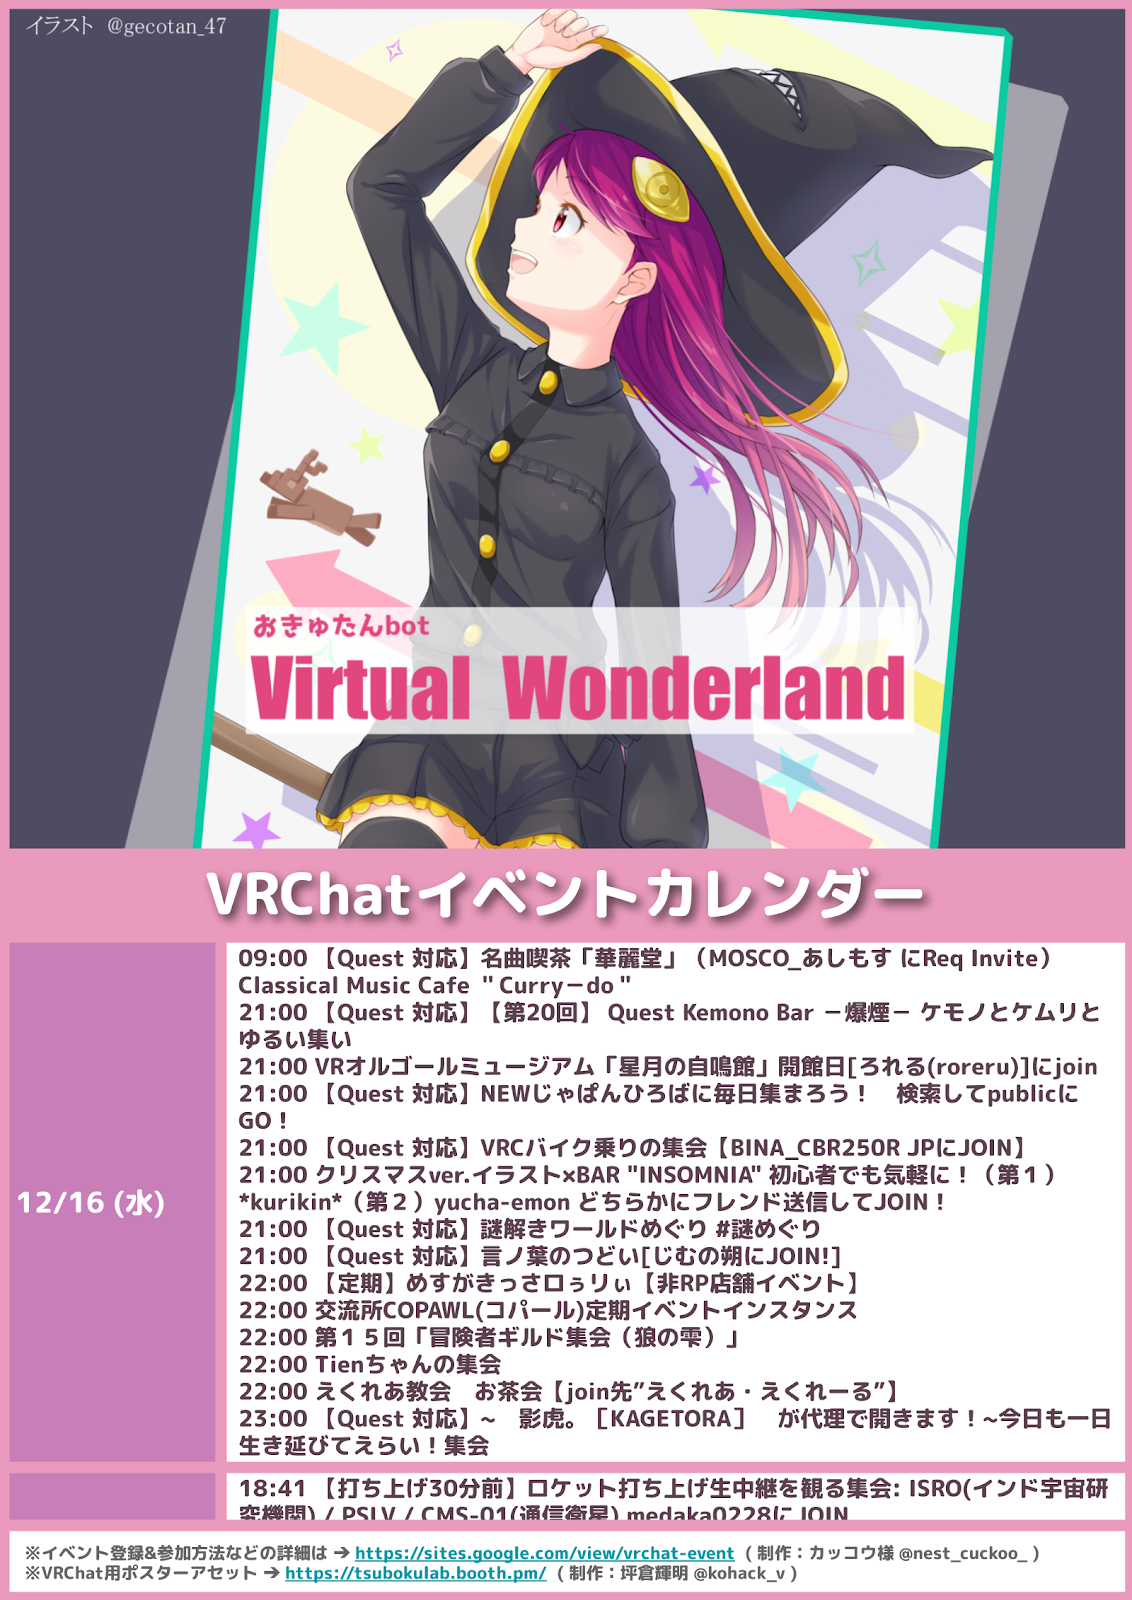 イラスト @gecotan_47
おきゅたんbot
Virtual Wonderland
VRChatイベントカレンダー
12/16 (水)
09:00 【Quest 対応】名曲喫茶「華麗堂」（MOSCO_あしもす にReq Invite）
Classical Music Cafe ＂Curry－do＂
21:00 【Quest 対応】【第20回】 Quest Kemono Bar －爆煙－ ケモノとケムリと
ゆるい集い
21:00 VRオルゴールミュージアム「星月の自鳴館」開館日[ろれる(roreru)]にjoin
21:00 【Quest 対応】NEWじゃぱんひろばに毎日集まろう！　検索してpublicに
GO！
21:00 【Quest 対応】VRCバイク乗りの集会【BINA_CBR250R JPにJOIN】
21:00 クリスマスver.イラスト×BAR "INSOMNIA" 初心者でも気軽に！（第１）
*kurikin*（第２）yucha-emon どちらかにフレンド送信してJOIN！
21:00 【Quest 対応】謎解きワールドめぐり #謎めぐり
21:00 【Quest 対応】言ノ葉のつどい[じむの朔にJOIN!]
22:00 【定期】めすがきっさロぅリぃ【非RP店舗イベント】
22:00 交流所COPAWL(コパール)定期イベントインスタンス
22:00 第１５回「冒険者ギルド集会（狼の雫）」
22:00 Tienちゃんの集会
22:00 えくれあ教会　お茶会【join先”えくれあ・えくれーる”】
23:00 【Quest 対応】~　影虎。［KAGETORA］　が代理で開きます！~今日も一日
生き延びてえらい！集会
18:41 【打ち上げ30分前】ロケット打ち上げ生中継を観る集会: ISRO(インド宇宙研
究機関) / PSLV / CMS-01(通信衛星) medaka0228にJOIN
※イベント登録&参加方法などの詳細は ➔ https://sites.google.com/view/vrchat-event （制作：カッコウ様 @nest_cuckoo_ ）
※VRChat用ポスターアセット ➔ https://tsubokulab.booth.pm/ （制作：坪倉輝明 @kohack_v ）